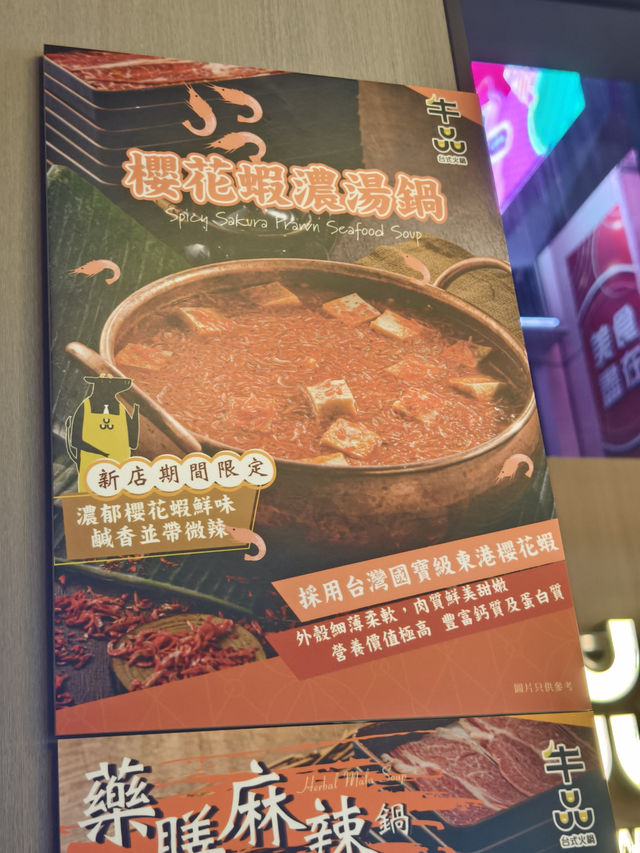 牛品
台式火鍋
櫻花蝦濃湯鍋
Spicy Sakura Prawn Seafood Soup
新店期間限定
濃郁櫻花蝦鮮味
鹹香並帶微辣
採用台灣國寶級東港櫻花蝦
外殼細薄柔軟，肉質鮮美甜嫩
營養價值極高 豐富鈣質及蛋白質
圖片只供參考
Herbal Mala Soup
藥膳麻辣鍋
牛品
台式火鍋
美食